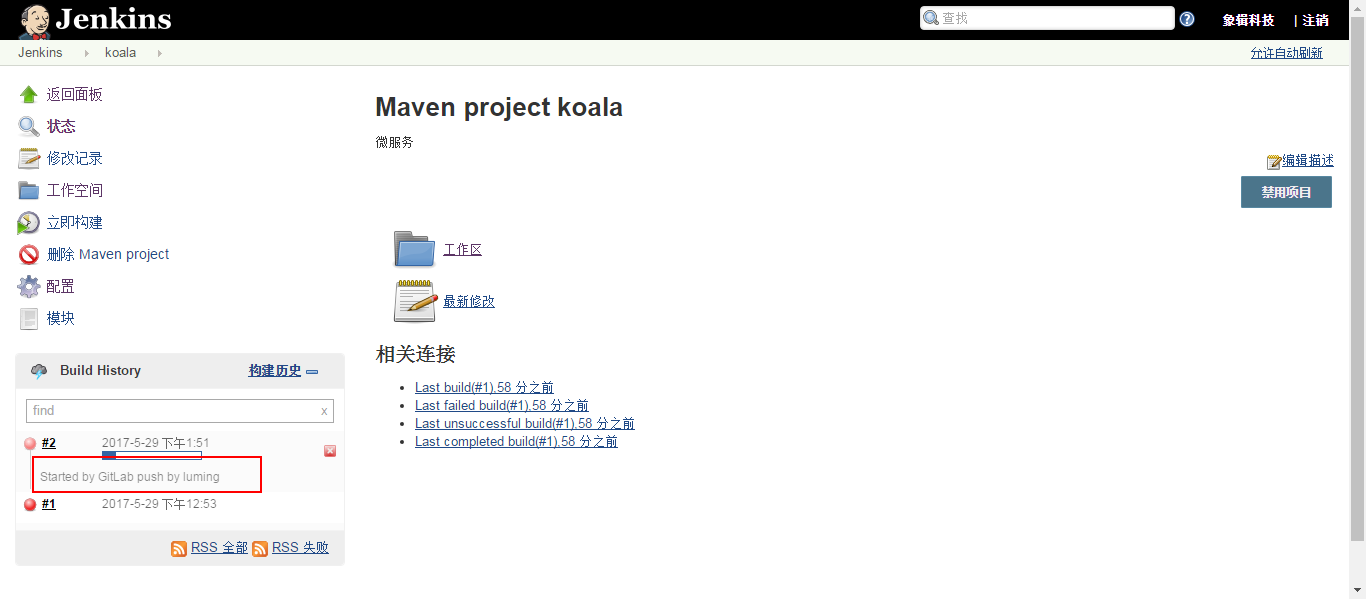 Jenkins
查找
象辑科技 | 注销
Jenkins koala
允许自动刷新
返回面板
状态
修改记录
工作空间
立即构建
删除 Maven project
配置
模块
Build History 构建历史
find x
#2 2017-5-29 下午1:51
Started by GitLab push by luming
#1 2017-5-29 下午12:53
RSS 全部 RSS 失败
Maven project koala
微服务
编辑描述
禁用项目
工作区
最新修改
相关连接
Last build(#1),58 分之前
Last failed build(#1),58 分之前
Last unsuccessful build(#1),58 分之前
Last completed build(#1),58 分之前